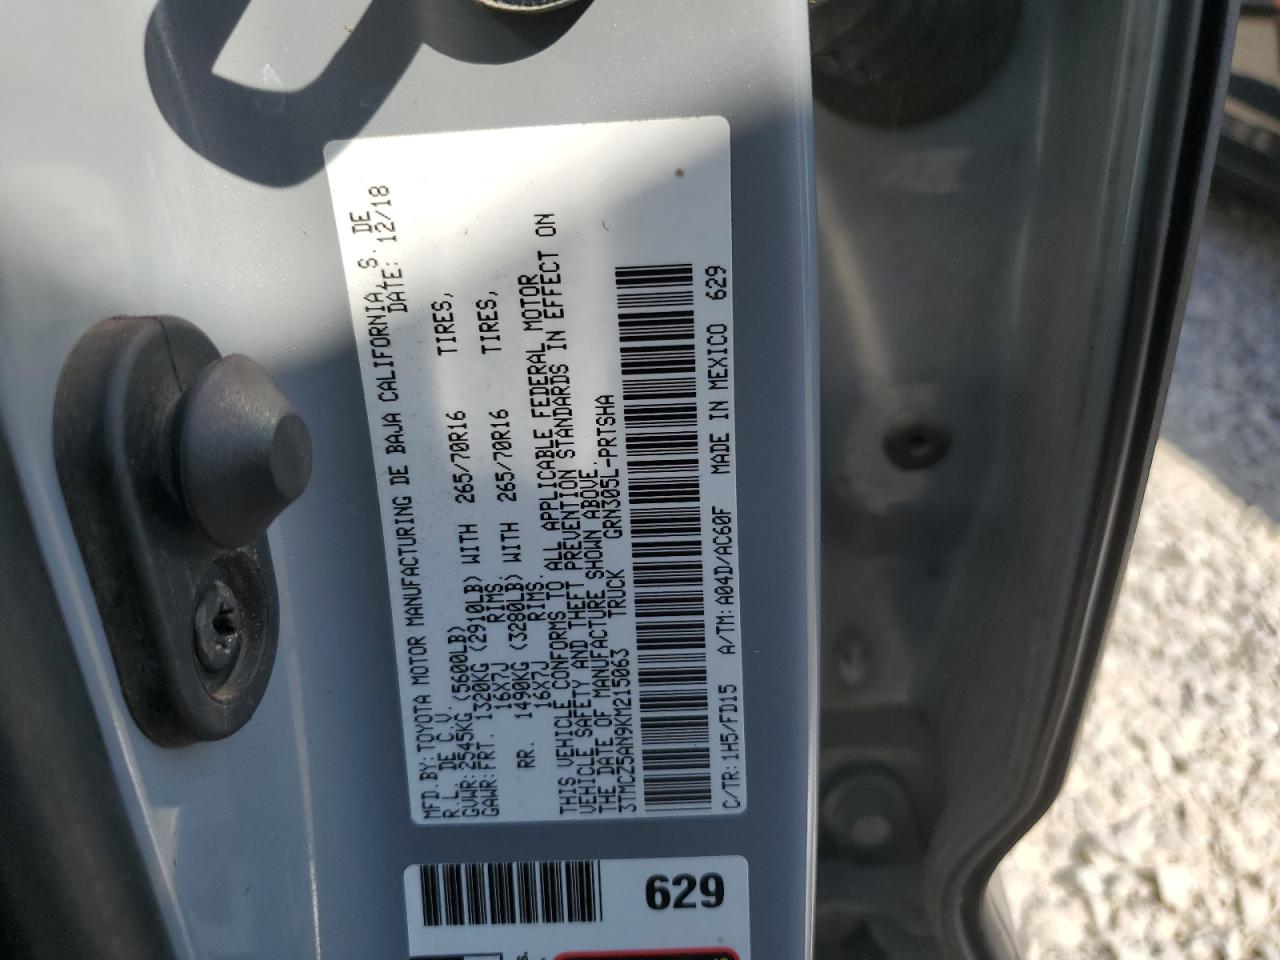 MFD.BY:TOYOTA MOTOR MANUFACTURING DE BAJA CALIFORNIA S. DE
R.L. DE C.V. DATE: 12/18
GVWR:2545KG(5600LB)
GAWR:FRT. 1320KG (2910LB) WITH 265/70R16 TIRES,
16X7J RIMS.
RR. 1490KG (3280LB) WITH 265/70R16 TIRES,
16X7J RIMS.
THIS VEHICLE CONFORMS TO ALL APPLICABLE FEDERAL MOTOR
VEHICLE SAFETY AND THEFT PREVENTION STANDARDS IN EFFECT ON
THE DATE OF MANUFACTURE SHOWN ABOVE.
3TMCZ5AN9KM215063 TRUCK GRN305L-PRTSHA
C/TR:1H5/FD15 A/TM:A04D/AC60F MADE IN MEXICO 629
629